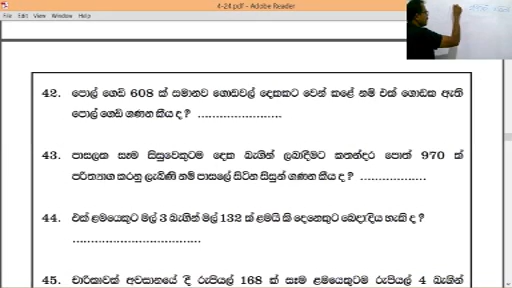 4-24.pdf - Adobe Reader
File Edit View Window Help
42. පොල් ගෙඩි 608 ක් සමානව ගොඩවල් දෙකකට වෙන් කළේ නම් එක් ගොඩක ඇති
පොල් ගෙඩි ගණන කීය ද ? ........................
43. පාසලක සෑම සිසුවෙකුටම දෙක බැගින් ලබාදීමට කතන්දර පොත් 970 ක්
පරිත්‍යාග කරනු ලැබිණි නම් පාසලේ සිටින සිසුන් ගණන කීය ද ? ..................
44. එක් ළමයෙකුට මල් 3 බැගින් මල් 132 ක් ළමයි කී දෙනෙකුට බෙදාදිය හැකි ද ?
...................................
45. චාරිකාවක් අවසානයේ දී රුපියල් 168 ක් සෑම ළමයෙකුටම රුපියල් 4 බැගින්